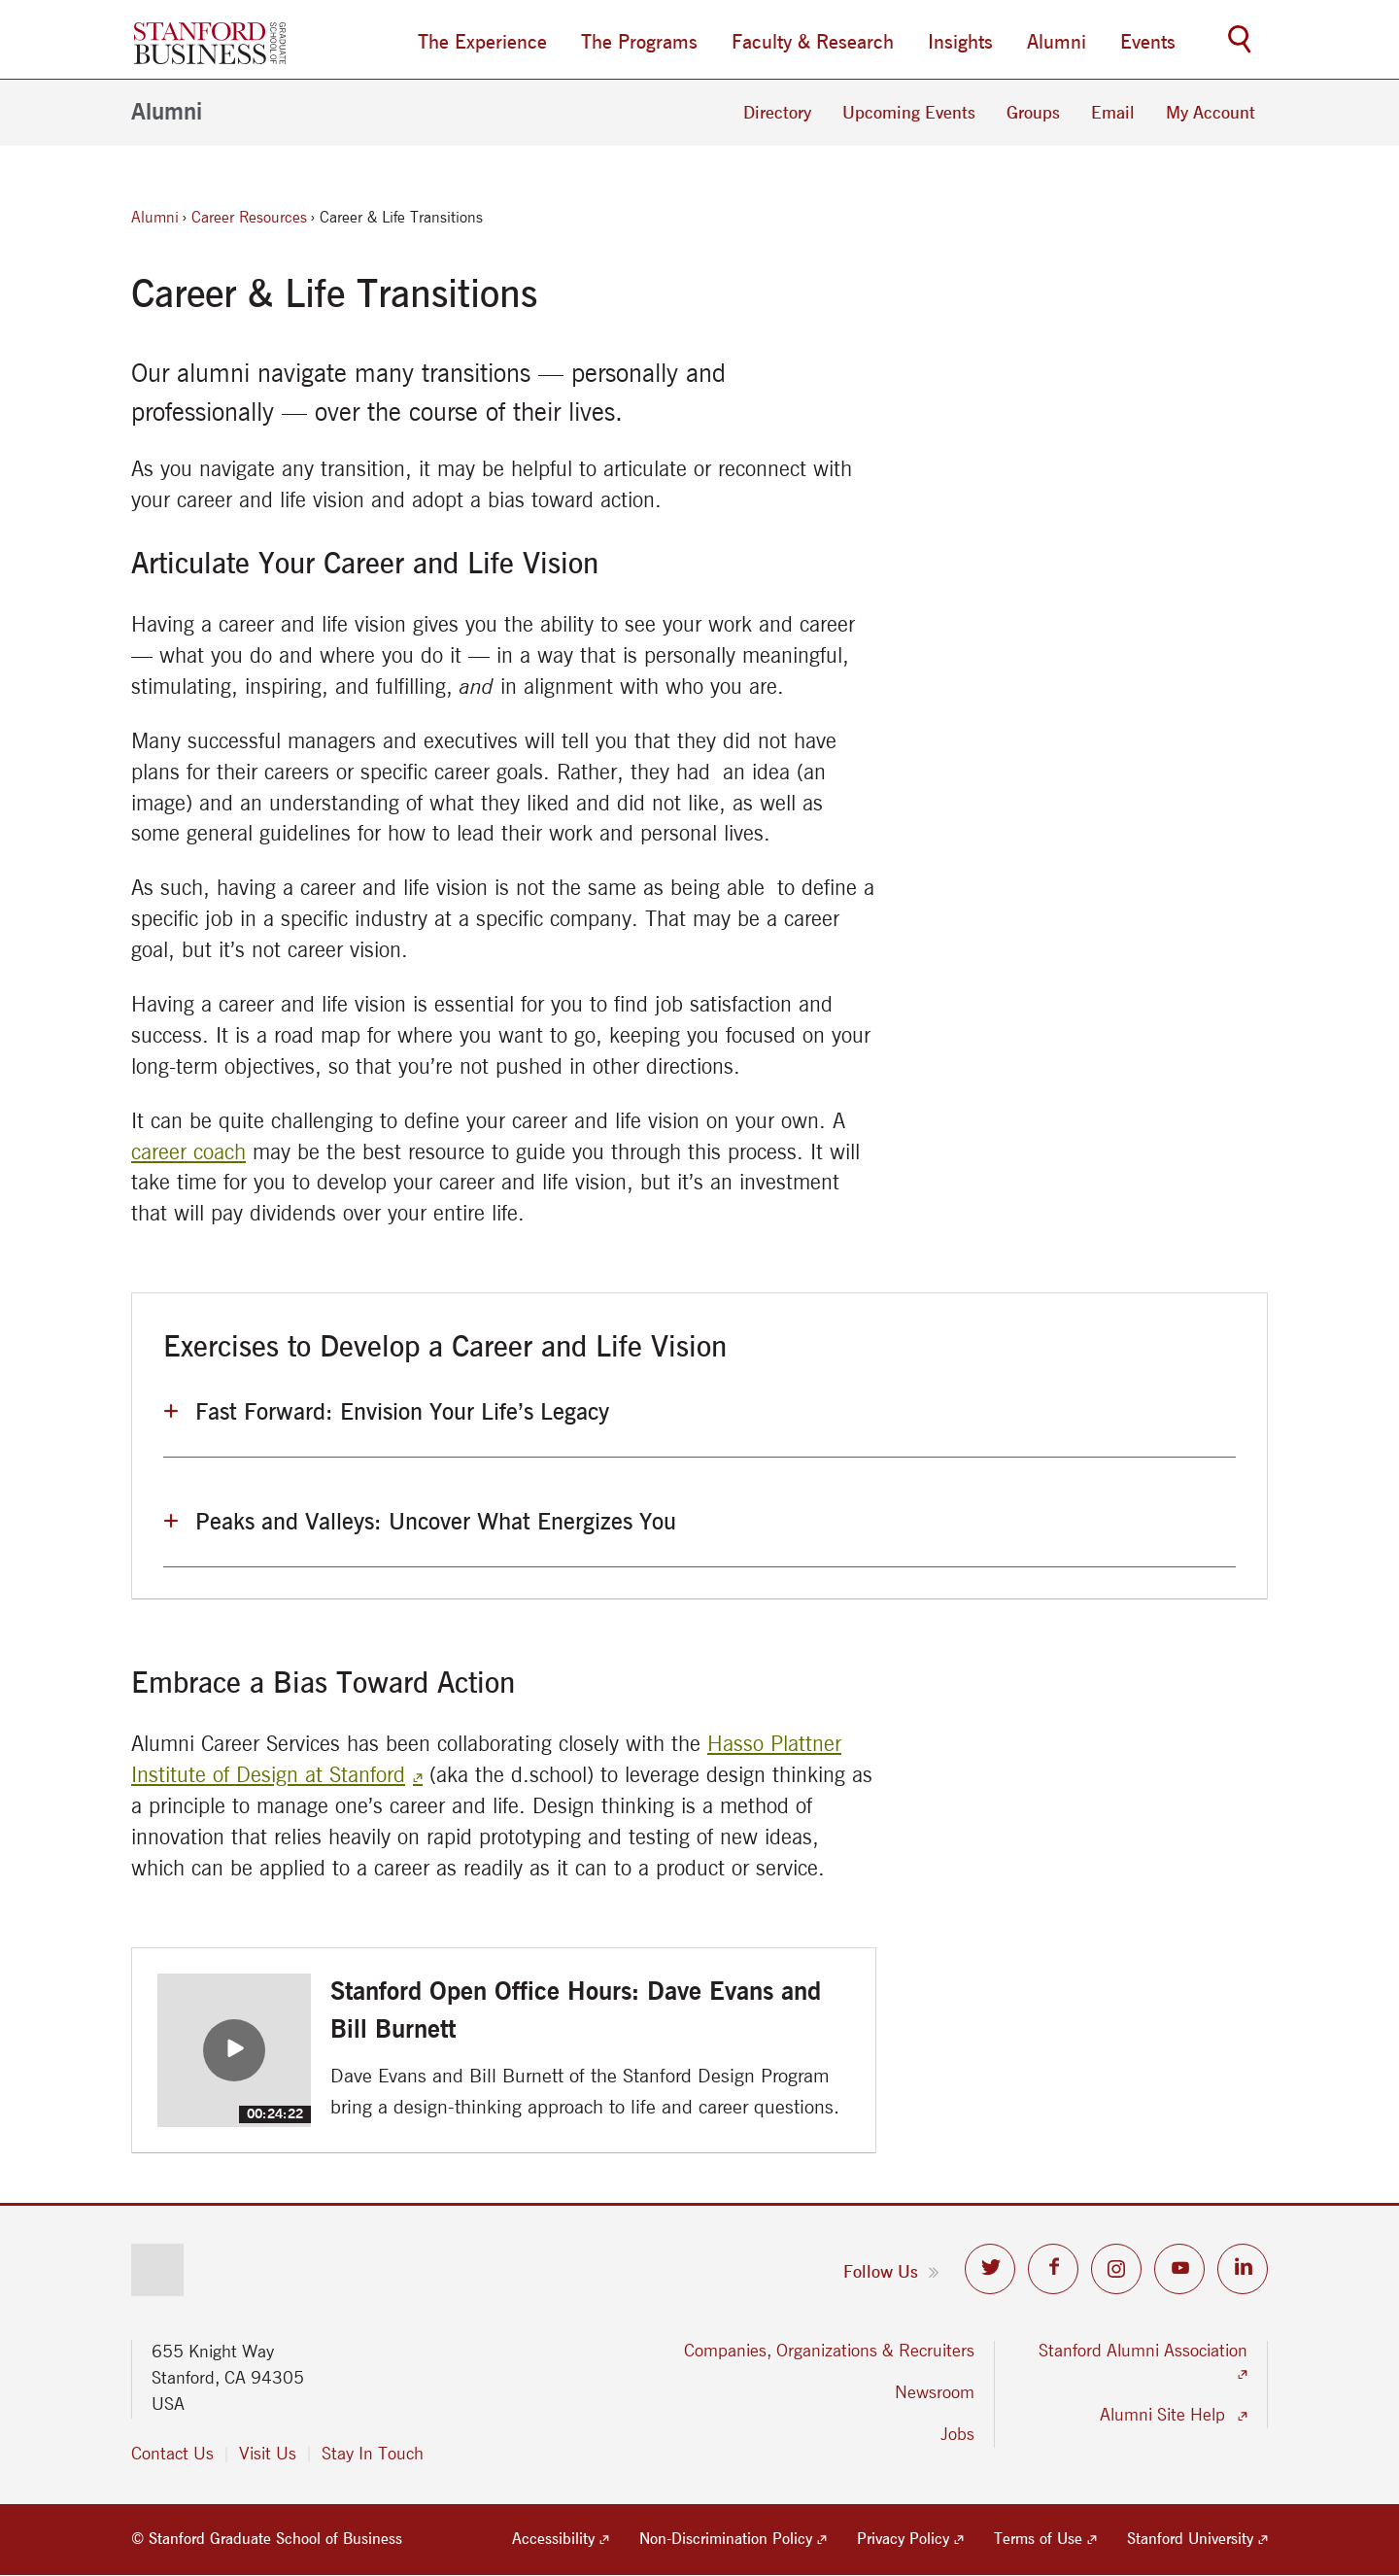 STANFORD
BUSINESS
GRADUATE
SCHOOL OF
The Experience The Programs Faculty & Research Insights Alumni Events
Alumni
Directory Upcoming Events Groups Email My Account
Alumni › Career Resources › Career & Life Transitions
Career & Life Transitions
Our alumni navigate many transitions — personally and
professionally — over the course of their lives.
As you navigate any transition, it may be helpful to articulate or reconnect with
your career and life vision and adopt a bias toward action.
Articulate Your Career and Life Vision
Having a career and life vision gives you the ability to see your work and career
— what you do and where you do it — in a way that is personally meaningful,
stimulating, inspiring, and fulfilling, and in alignment with who you are.
Many successful managers and executives will tell you that they did not have
plans for their careers or specific career goals. Rather, they had an idea (an
image) and an understanding of what they liked and did not like, as well as
some general guidelines for how to lead their work and personal lives.
As such, having a career and life vision is not the same as being able to define a
specific job in a specific industry at a specific company. That may be a career
goal, but it’s not career vision.
Having a career and life vision is essential for you to find job satisfaction and
success. It is a road map for where you want to go, keeping you focused on your
long-term objectives, so that you’re not pushed in other directions.
It can be quite challenging to define your career and life vision on your own. A
career coach may be the best resource to guide you through this process. It will
take time for you to develop your career and life vision, but it’s an investment
that will pay dividends over your entire life.
Exercises to Develop a Career and Life Vision
+ Fast Forward: Envision Your Life’s Legacy
+ Peaks and Valleys: Uncover What Energizes You
Embrace a Bias Toward Action
Alumni Career Services has been collaborating closely with the Hasso Plattner
Institute of Design at Stanford (aka the d.school) to leverage design thinking as
a principle to manage one’s career and life. Design thinking is a method of
innovation that relies heavily on rapid prototyping and testing of new ideas,
which can be applied to a career as readily as it can to a product or service.
Stanford Open Office Hours: Dave Evans and
Bill Burnett
Dave Evans and Bill Burnett of the Stanford Design Program
bring a design-thinking approach to life and career questions.
00:24:22
Follow Us »
655 Knight Way
Stanford, CA 94305
USA
Contact Us | Visit Us | Stay In Touch
Companies, Organizations & Recruiters
Newsroom
Jobs
Stanford Alumni Association
Alumni Site Help
© Stanford Graduate School of Business Accessibility Non-Discrimination Policy Privacy Policy Terms of Use Stanford University